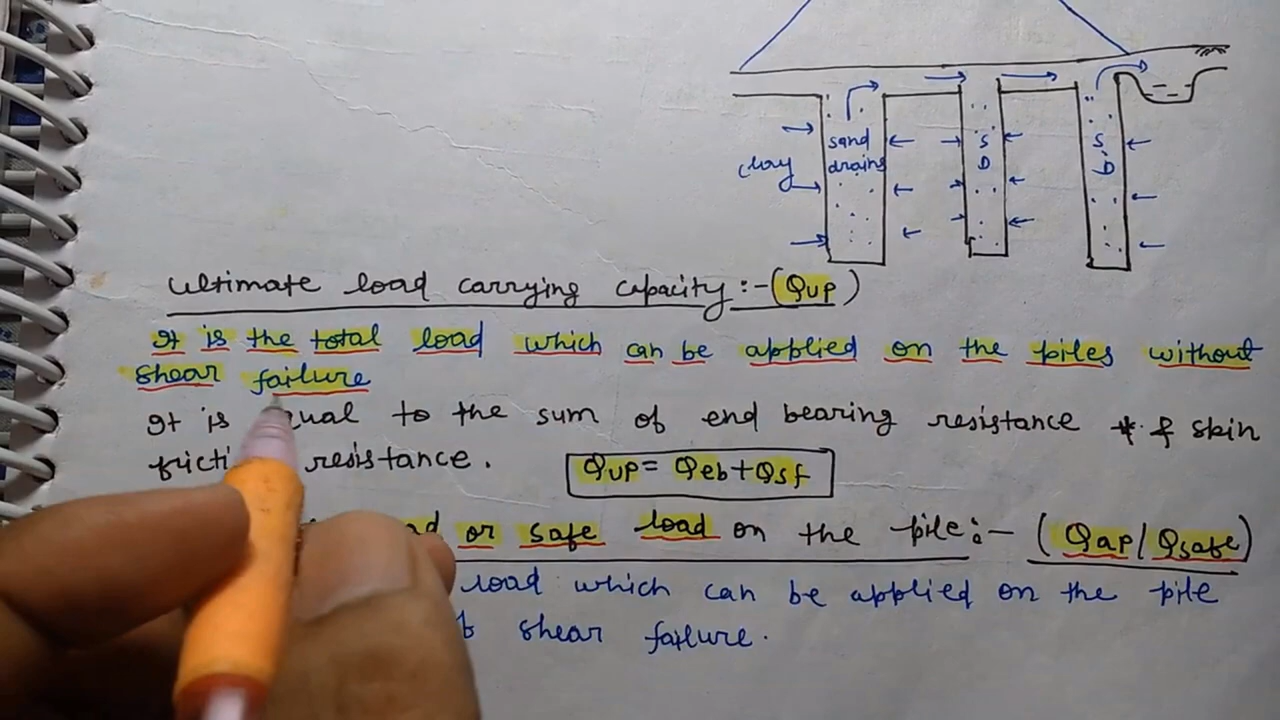 sand
drains
clay
S
D
S
D
Ultimate load carrying capacity :- (Qup)
It is the total load which can be applied on the piles without
shear failure
It is to the sum of end bearing resistance & skin
resistance.
Qup = Qeb + Qsf
or safe load on the pile :- (Qap / Qsafe)
load which can be applied on the pile
shear failure.